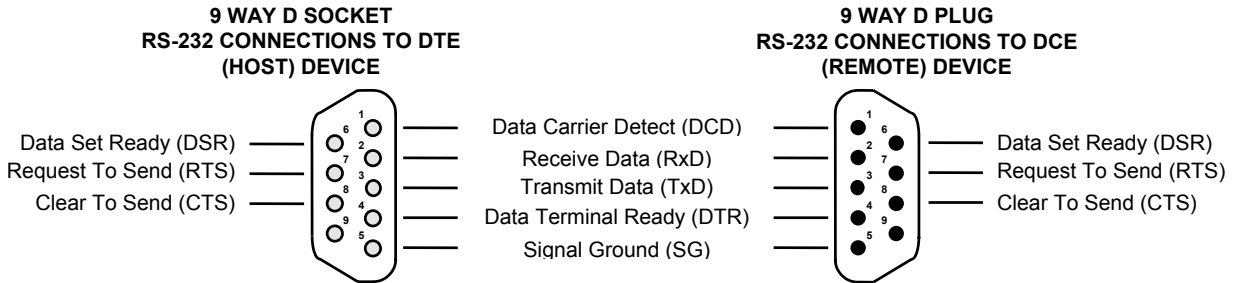 9 WAY D SOCKET
RS-232 CONNECTIONS TO DTE
(HOST) DEVICE
9 WAY D PLUG
RS-232 CONNECTIONS TO DCE
(REMOTE) DEVICE
Data Set Ready (DSR)
Request To Send (RTS)
Clear To Send (CTS)
1
6
2
7
3
8
4
9
5
Data Carrier Detect (DCD)
Receive Data (RxD)
Transmit Data (TxD)
Data Terminal Ready (DTR)
Signal Ground (SG)
1
6
2
7
3
8
4
9
5
Data Set Ready (DSR)
Request To Send (RTS)
Clear To Send (CTS)